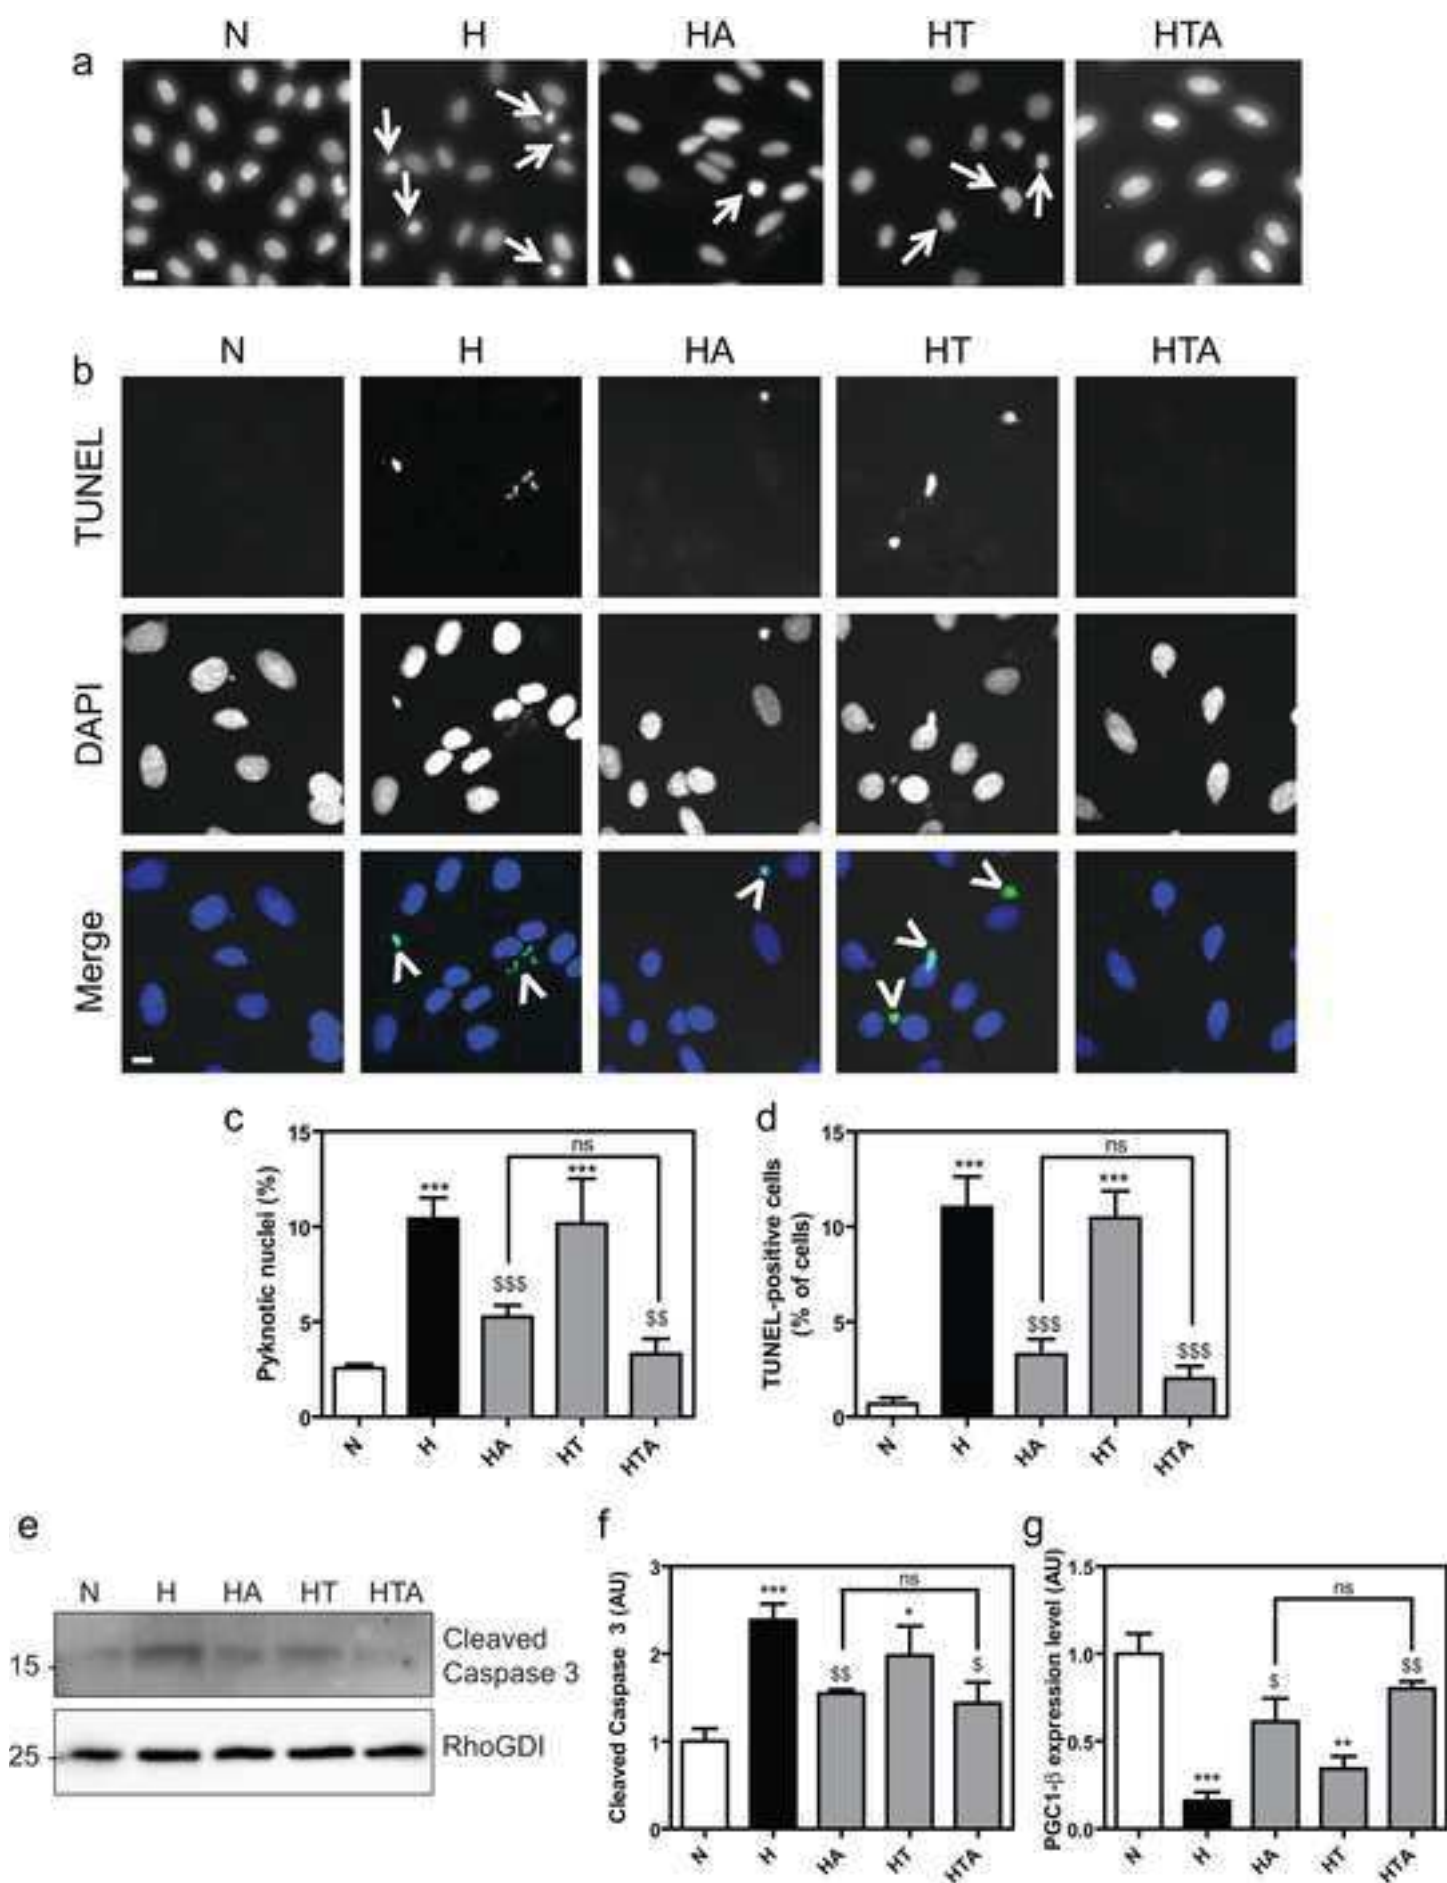 a
N H HA HT HTA
b
N H HA HT HTA
TUNEL
DAPI
Merge
c
Pyknotic nuclei (%)
15
10
5
0
ns
*** $$$ *** $$
N H HA HT HTA
d
TUNEL-positive cells
(% of cells)
15
10
5
0
ns
*** $$$ *** $$$
N H HA HT HTA
e
N H HA HT HTA
15
Cleaved
Caspase 3
25
RhoGDI
f
Cleaved Caspase 3 (AU)
3
2
1
0
ns
*** $$ * $
N H HA HT HTA
g
PGC1-β expression level (AU)
1.5
1.0
0.5
0.0
ns
*** $ ** $$
N H HA HT HTA